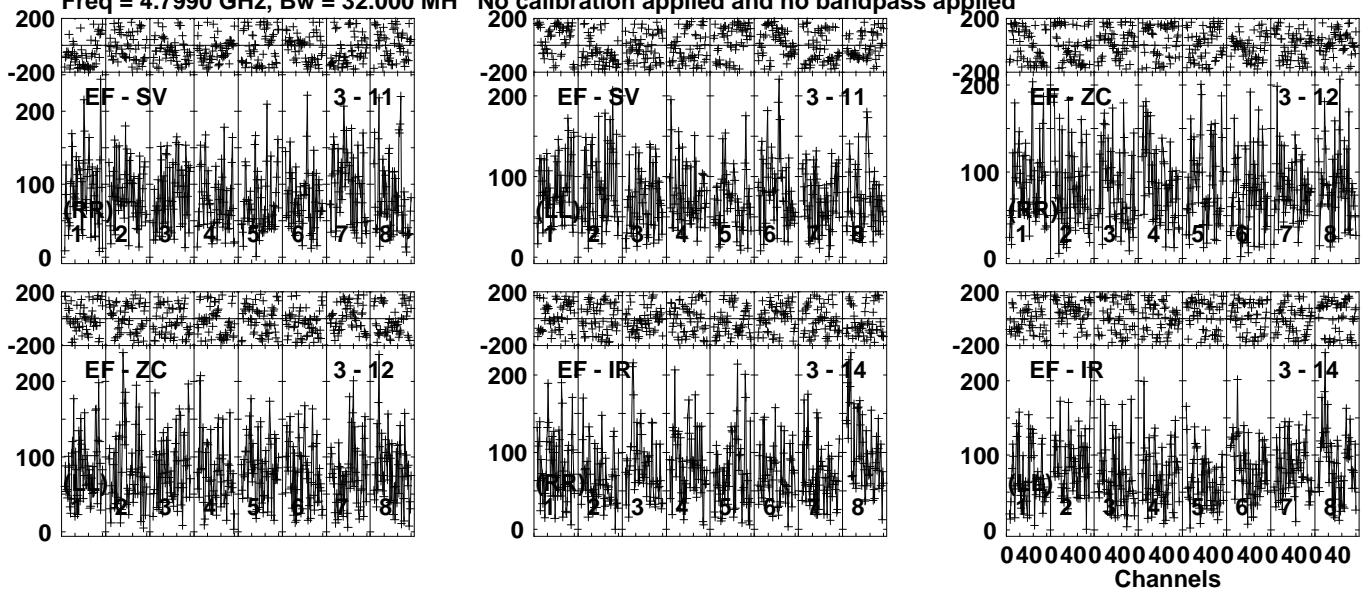 Freq = 4.7990 GHz, Bw = 32.000 MH No calibration applied and no bandpass applied
200
-200
EF - SV 3 - 11
200
100
0
(RR)
1 2 3 4 5 6 7 8
200
-200
EF - SV 3 - 11
200
100
0
(LL)
1 2 3 4 5 6 7 8
200
-200
EF - ZC 3 - 12
200
100
0
(RR)
1 2 3 4 5 6 7 8
200
-200
EF - ZC 3 - 12
200
100
0
(LL)
1 2 3 4 5 6 7 8
200
-200
EF - IR 3 - 14
200
100
0
(RR)
1 2 3 4 5 6 7 8
200
-200
EF - IR 3 - 14
200
100
0
(LL)
1 2 3 4 5 6 7 8
0 40 0 40 0 40 0 40 0 40 0 40 0 40 0 40
Channels